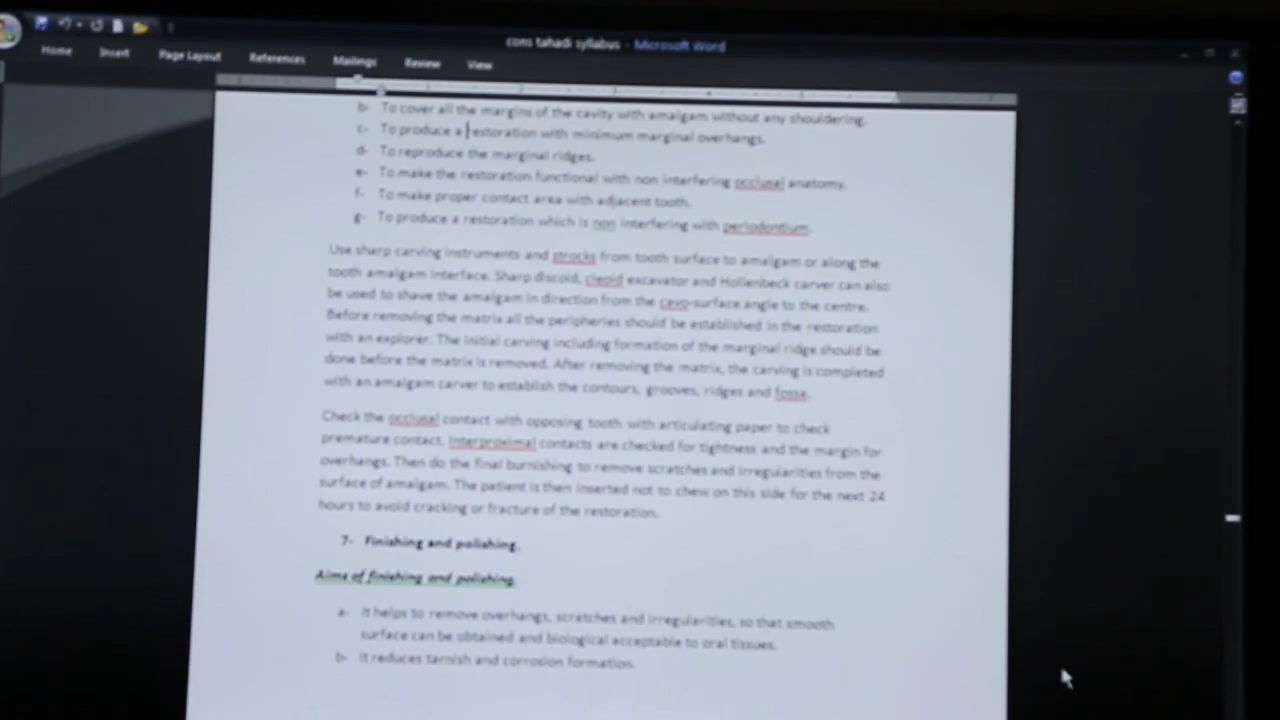 cons tahadi syllabus - Microsoft Word
Home Insert Page Layout References Mailings Review View
b- To cover all the margins of the cavity with amalgam without any shouldering.
c- To produce a restoration with minimum marginal overhangs.
d- To reproduce the marginal ridges.
e- To make the restoration functional with non interfering occlusal anatomy.
f- To make proper contact area with adjacent tooth.
g- To produce a restoration which is non interfering with periodontium.
Use sharp carving instruments and strocks from tooth surface to amalgam or along the
tooth amalgam interface. Sharp discoid, cleoid excavator and Hollenbeck carver can also
be used to shave the amalgam in direction from the cavo-surface angle to the centre.
Before removing the matrix all the peripheries should be established in the restoration
with an explorer. The initial carving including formation of the marginal ridge should be
done before the matrix is removed. After removing the matrix, the carving is completed
with an amalgam carver to establish the contours, grooves, ridges and fossa.
Check the occlusal contact with opposing tooth with articulating paper to check
premature contact. Interproximal contacts are checked for tightness and the margin for
overhangs. Then do the final burnishing to remove scratches and irregularities from the
surface of amalgam. The patient is then inserted not to chew on this side for the next 24
hours to avoid cracking or fracture of the restoration.
7- Finishing and polishing.
Aims of finishing and polishing.
a- It helps to remove overhangs, scratches and irregularities, so that smooth
surface can be obtained and biological acceptable to oral tissues.
b- It reduces tarnish and corrosion formation.